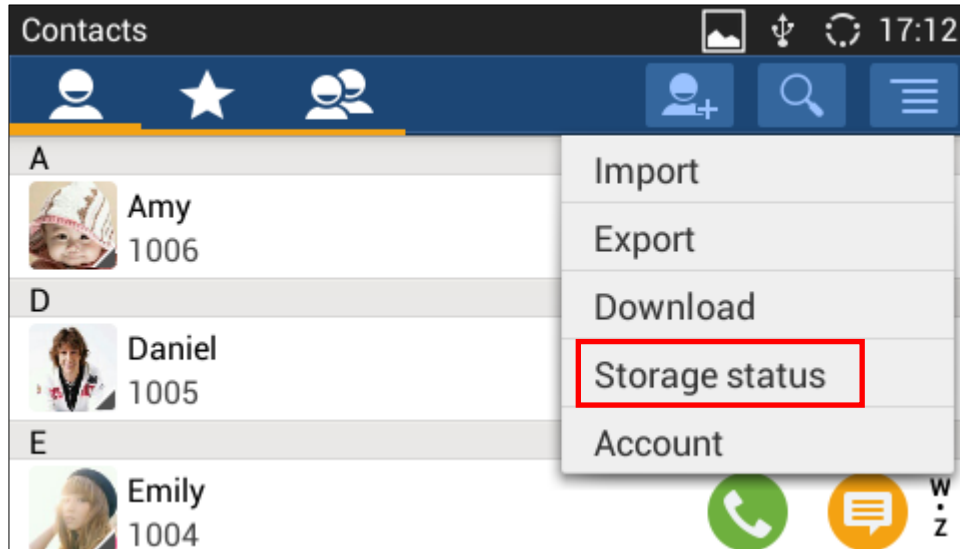 Contacts 17:12
A
Amy
1006
D
Daniel
1005
E
Emily
1004
Import
Export
Download
Storage status
Account
W
.
Z